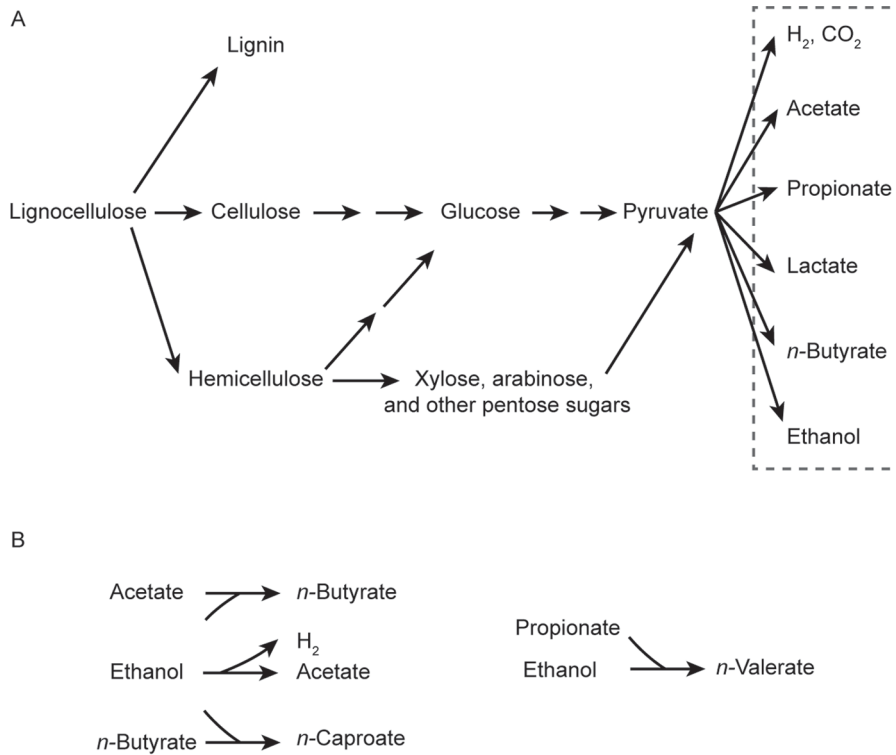 A
Lignin
H₂, CO₂
Acetate
Propionate
Lignocellulose
Cellulose
Glucose
Pyruvate
Lactate
n-Butyrate
Hemicellulose
Xylose, arabinose,
and other pentose sugars
Ethanol
B
Acetate
n-Butyrate
H₂
Ethanol
Acetate
n-Butyrate
n-Caproate
Propionate
Ethanol
n-Valerate